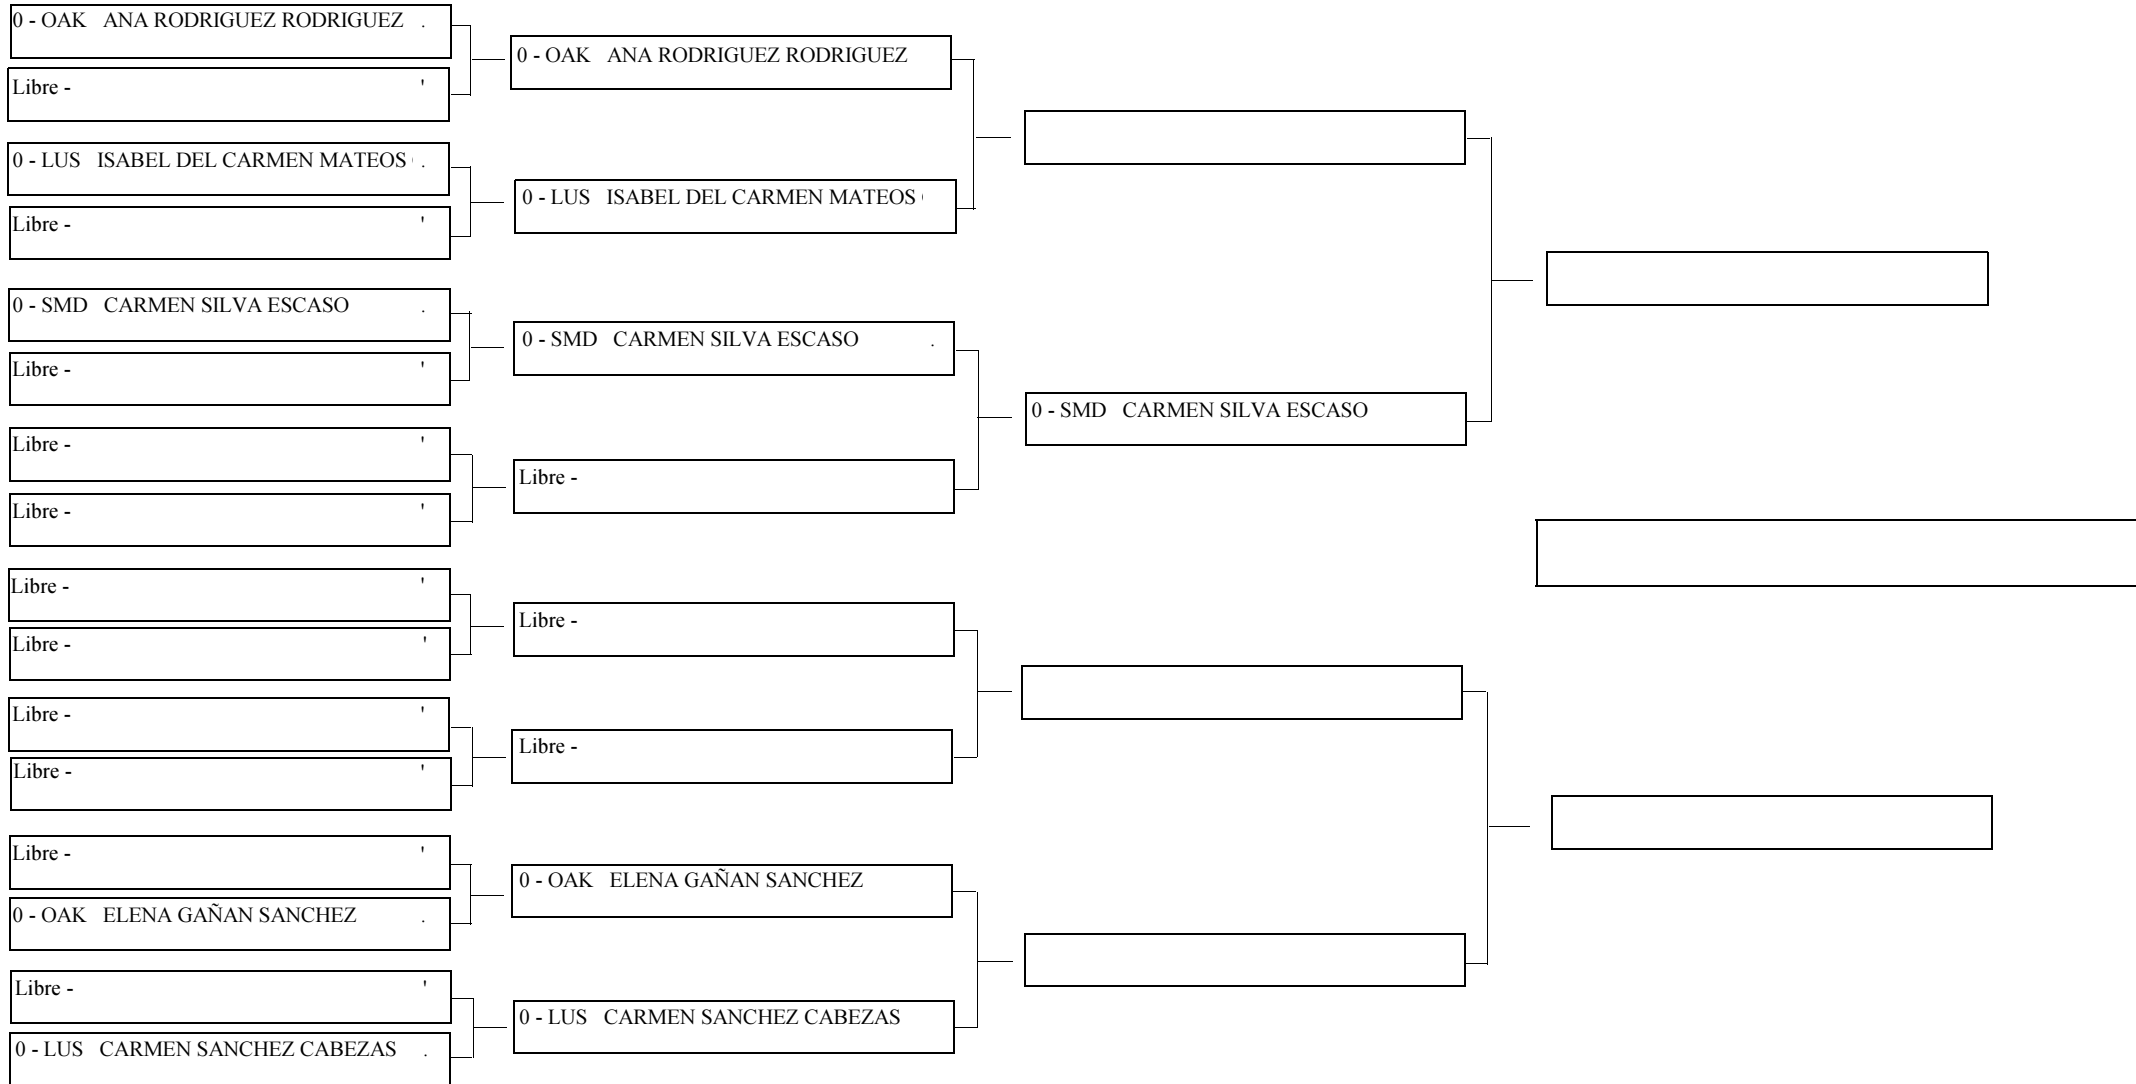 0 - OAK ANA RODRIGUEZ RODRIGUEZ .
Libre - '
0 - LUS ISABEL DEL CARMEN MATEOS .
Libre - '
0 - SMD CARMEN SILVA ESCASO .
Libre - '
Libre - '
Libre - '
Libre - '
Libre - '
Libre - '
Libre - '
Libre - '
0 - OAK ELENA GAÑAN SANCHEZ .
Libre - '
0 - LUS CARMEN SANCHEZ CABEZAS .
0 - OAK ANA RODRIGUEZ RODRIGUEZ
0 - LUS ISABEL DEL CARMEN MATEOS
0 - SMD CARMEN SILVA ESCASO .
Libre -
Libre -
Libre -
0 - OAK ELENA GAÑAN SANCHEZ
0 - LUS CARMEN SANCHEZ CABEZAS
0 - SMD CARMEN SILVA ESCASO